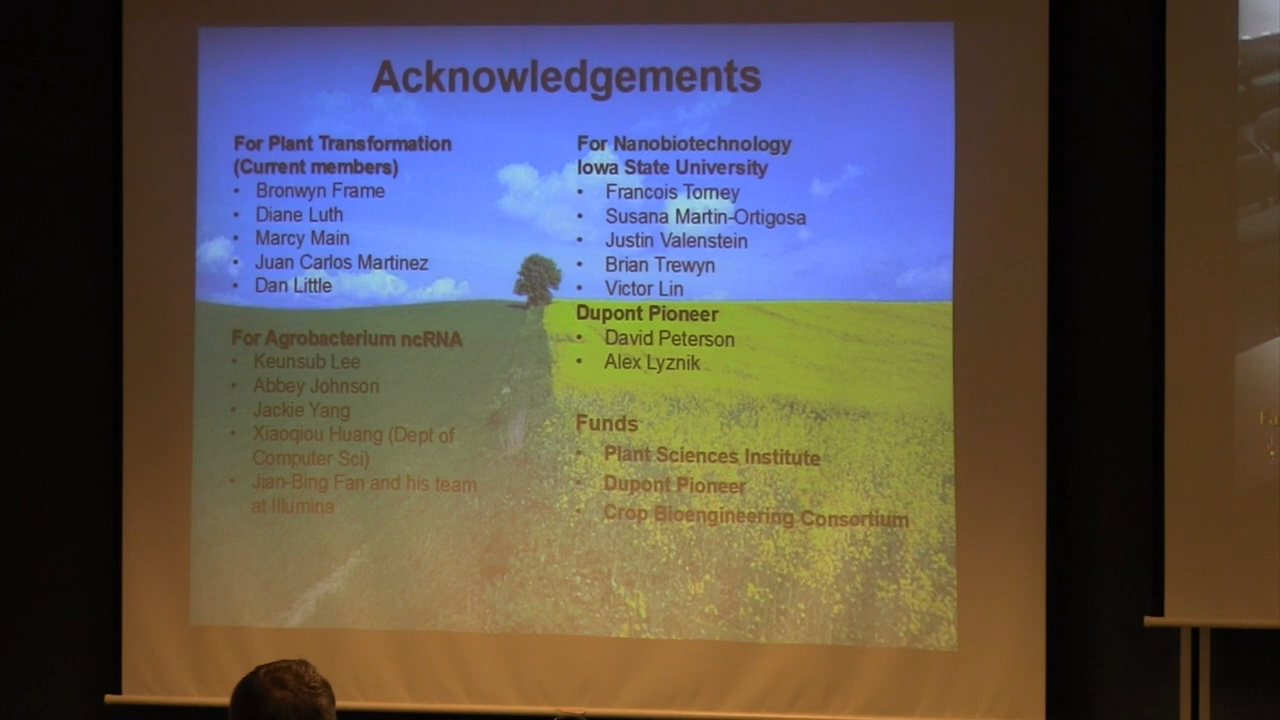 Acknowledgements
For Plant Transformation
(Current members)
• Bronwyn Frame
• Diane Luth
• Marcy Main
• Juan Carlos Martinez
• Dan Little
For Agrobacterium ncRNA
• Keunsub Lee
• Abbey Johnson
• Jackie Yang
• Xiaoqiou Huang (Dept of
Computer Sci)
• Jian-Bing Fan and his team
at Illumina
For Nanobiotechnology
Iowa State University
• Francois Torney
• Susana Martin-Ortigosa
• Justin Valenstein
• Brian Trewyn
• Victor Lin
Dupont Pioneer
• David Peterson
• Alex Lyznik
Funds
• Plant Sciences Institute
• Dupont Pioneer
• Crop Bioengineering Consortium